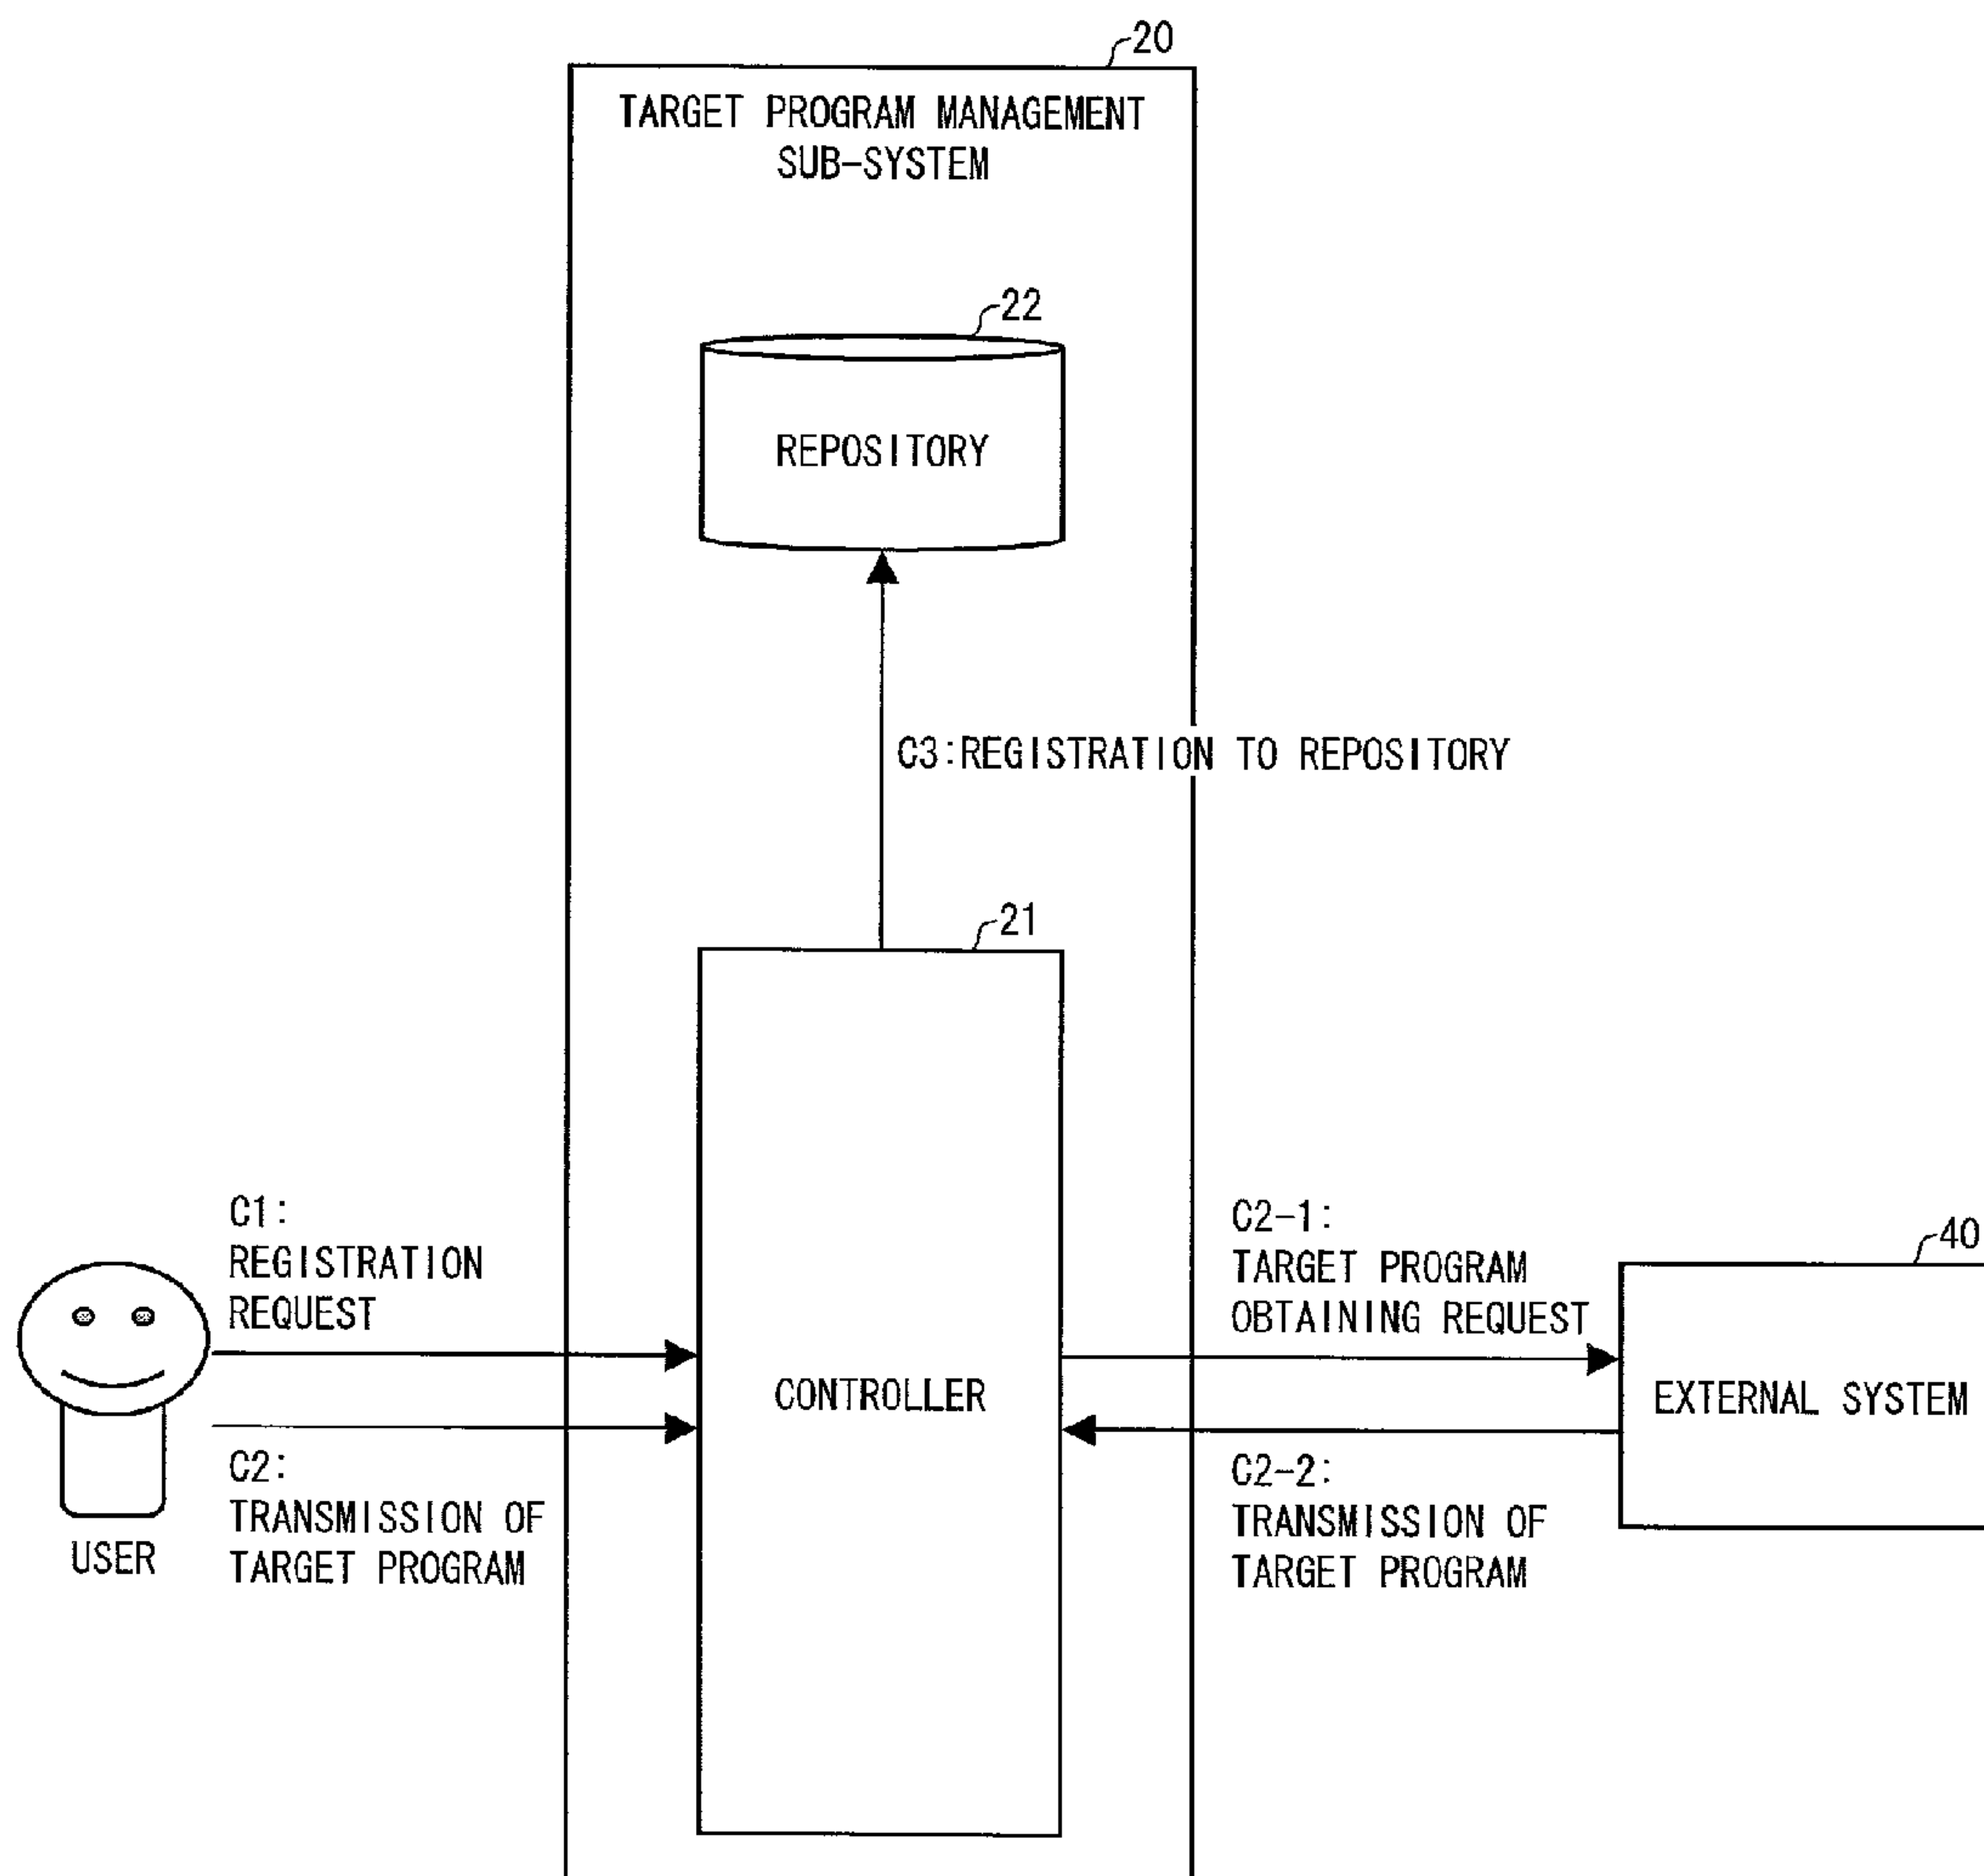 20
TARGET PROGRAM MANAGEMENT
SUB-SYSTEM
22
REPOSITORY
C3:REGISTRATION TO REPOSITORY
21
CONTROLLER
C1:
REGISTRATION
REQUEST
C2:
TRANSMISSION OF
TARGET PROGRAM
USER
C2-1:
TARGET PROGRAM
OBTAINING REQUEST
40
EXTERNAL SYSTEM
C2-2:
TRANSMISSION OF
TARGET PROGRAM